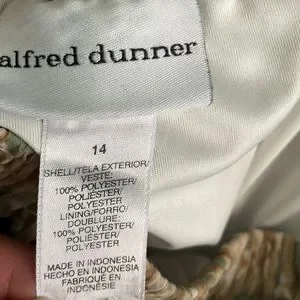 alfred dunner
14
SHELL/TELA EXTERIOR/
VESTE:
100% POLYESTER/
POLIÉSTER/
POLYESTER
LINING/FORRO/
DOUBLURE:
100% POLYESTER/
POLIÉSTER/
POLYESTER
MADE IN INDONESIA
HECHO EN INDONESIA
FABRIQUÉ EN
INDONÉSIE